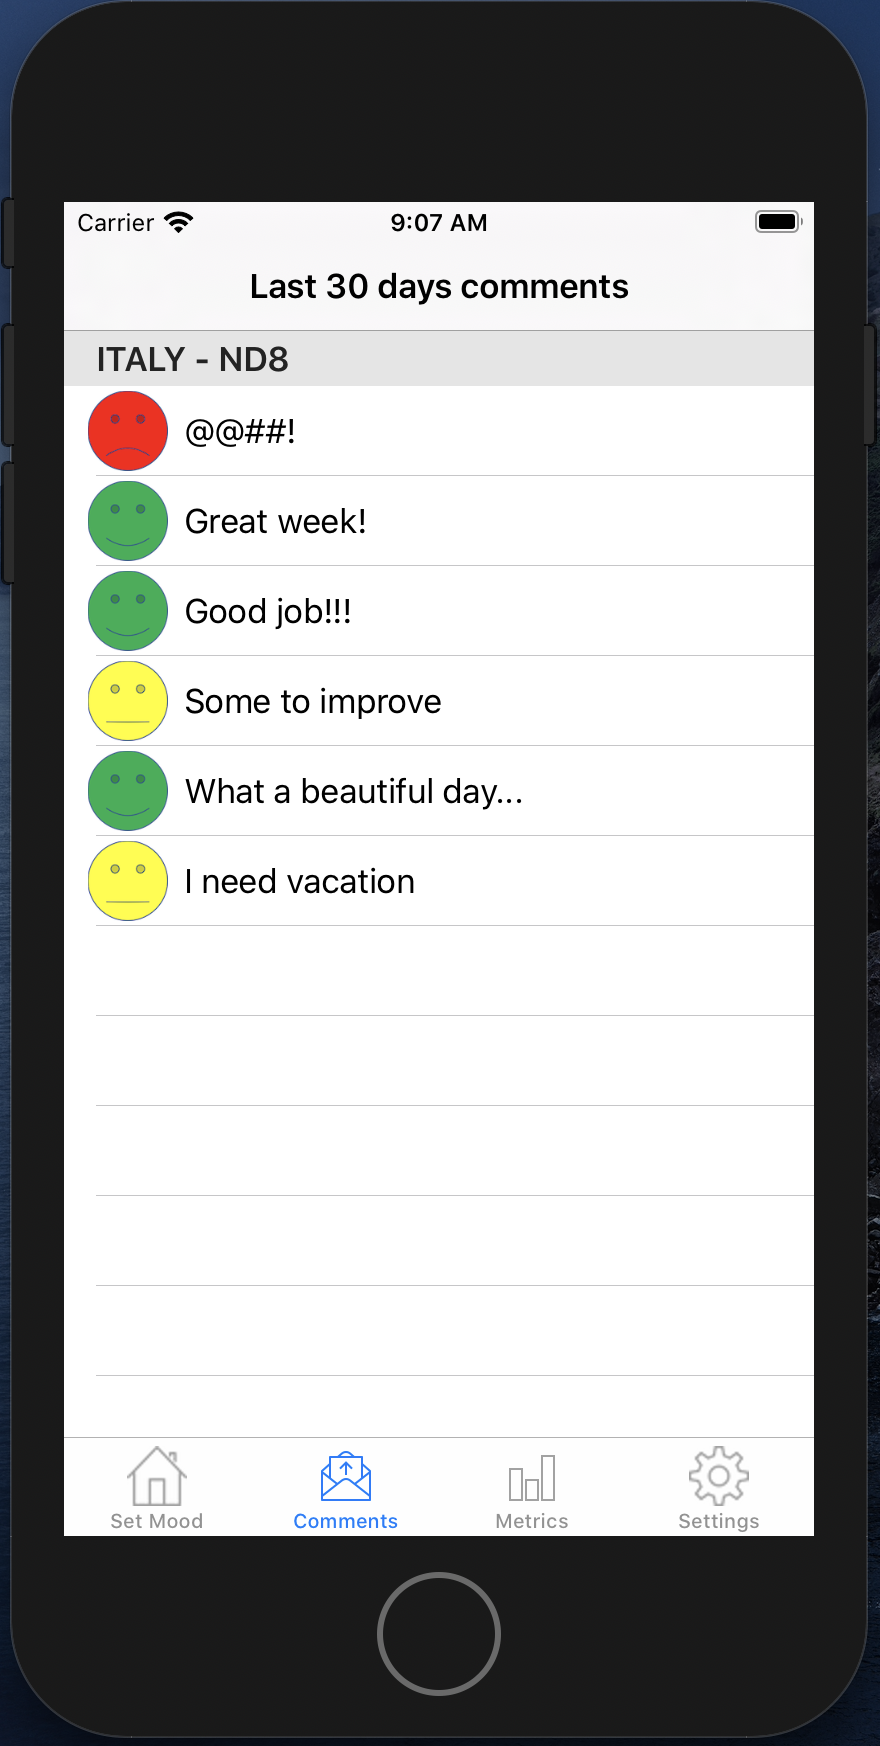 Carrier 9:07 AM
Last 30 days comments
ITALY - ND8
@@##!
Great week!
Good job!!!
Some to improve
What a beautiful day...
I need vacation
Set Mood Comments Metrics Settings